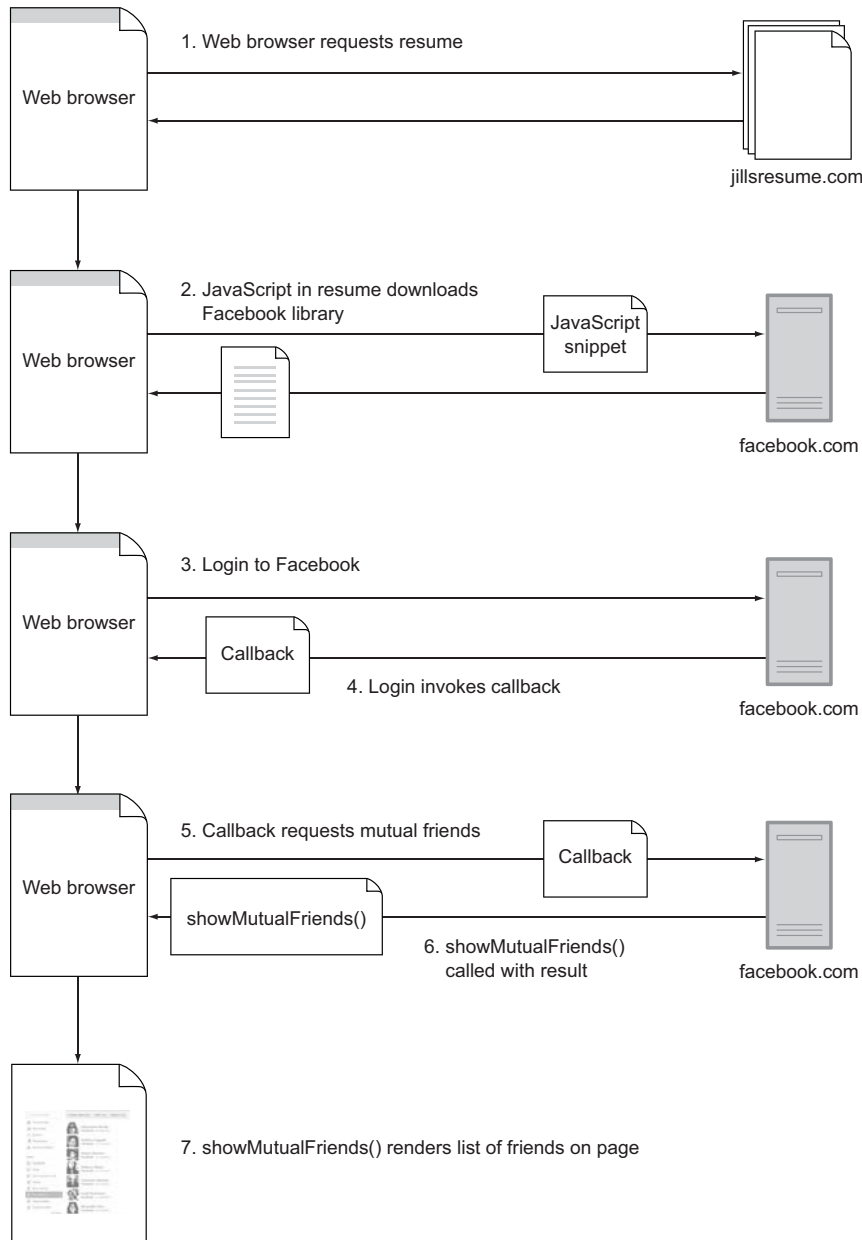 1. Web browser requests resume
Web browser
jillsresume.com
2. JavaScript in resume downloads
Facebook library
JavaScript
snippet
Web browser
facebook.com
3. Login to Facebook
Web browser
Callback
4. Login invokes callback
facebook.com
5. Callback requests mutual friends
Callback
Web browser
showMutualFriends()
6. showMutualFriends()
called with result
facebook.com
7. showMutualFriends() renders list of friends on page